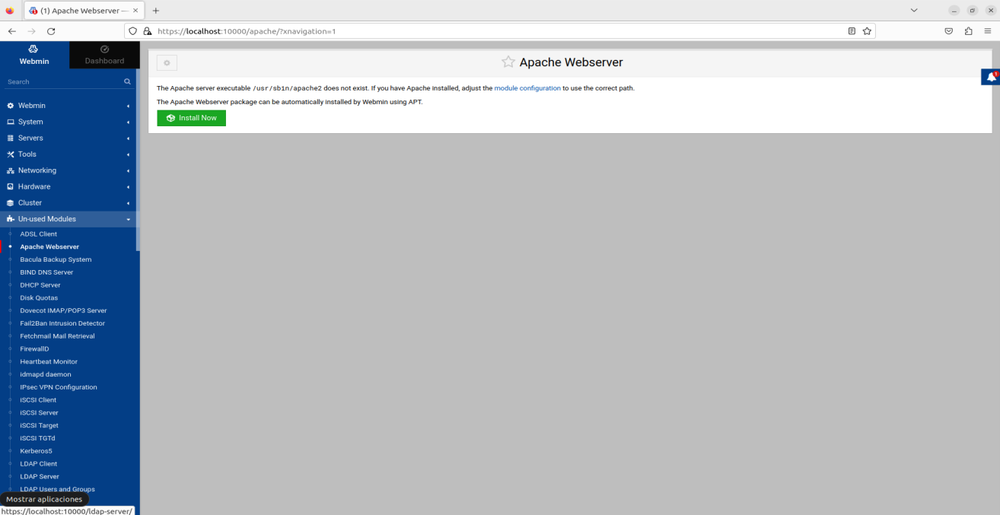 (1) Apache Webserver —
https://localhost:10000/apache/?xnavigation=1
Webmin
Dashboard
Search
Webmin
System
Servers
Tools
Networking
Hardware
Cluster
Un-used Modules
ADSL Client
Apache Webserver
Bacula Backup System
BIND DNS Server
DHCP Server
Disk Quotas
Dovecot IMAP/POP3 Server
Fail2Ban Intrusion Detector
Fetchmail Mail Retrieval
FirewallD
Heartbeat Monitor
idmapd daemon
IPsec VPN Configuration
iSCSI Client
iSCSI Server
iSCSI Target
iSCSI TGTd
Kerberos5
LDAP Client
LDAP Server
LDAP Users and Groups
Mostrar aplicaciones
https://localhost:10000/ldap-server/
Apache Webserver
The Apache server executable /usr/sbin/apache2 does not exist. If you have Apache installed, adjust the module configuration to use the correct path.
The Apache Webserver package can be automatically installed by Webmin using APT.
Install Now
1